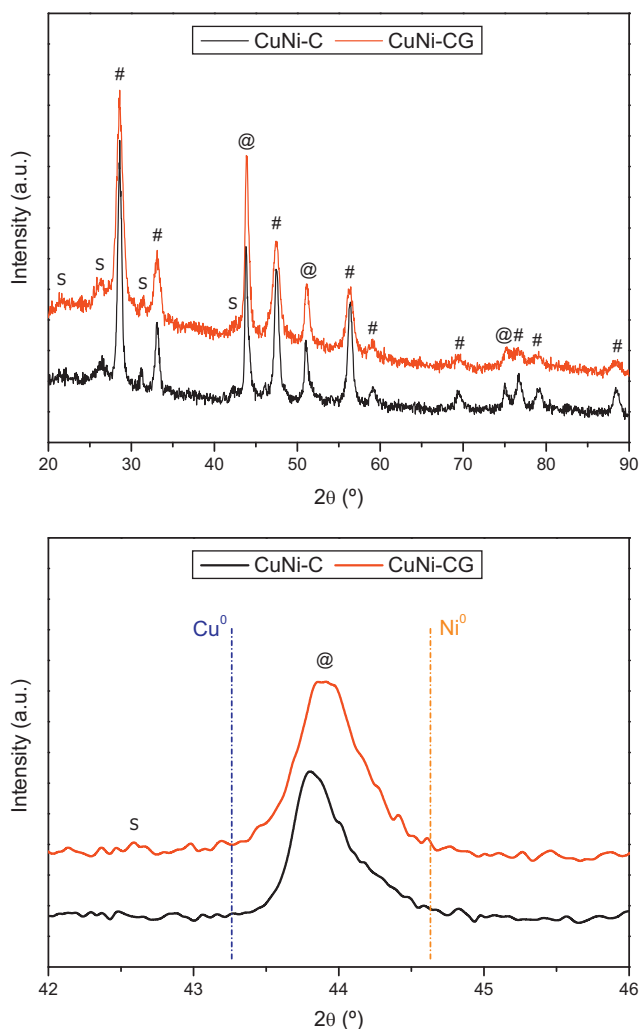 CuNi-C CuNi-CG
#
@
#
#
@
#
s
s
s
s
#
#
@
#
#
#
Intensity (a.u.)
20 30 40 50 60 70 80 90
2θ (º)
CuNi-C CuNi-CG
Cu⁰
Ni⁰
@
s
Intensity (a.u.)
42 43 44 45 46
2θ (º)